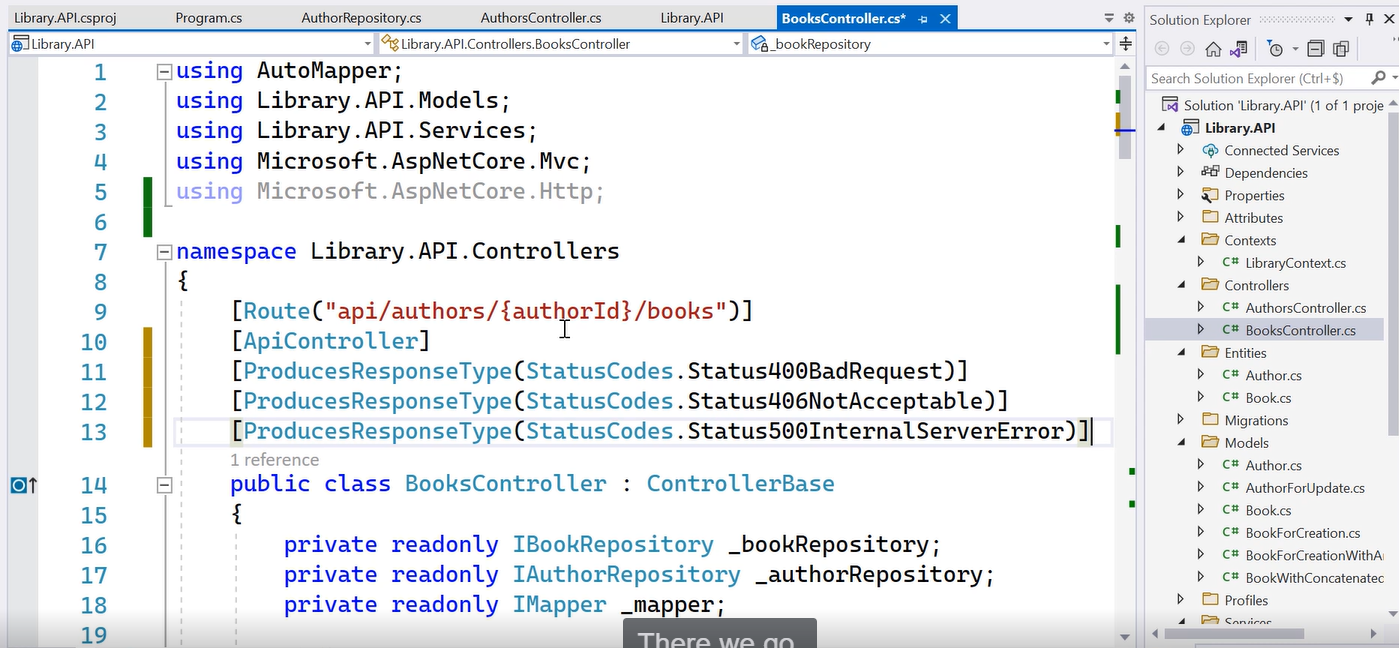 Library.API.csproj Program.cs AuthorRepository.cs AuthorsController.cs Library.API BooksController.cs*
Library.API Library.API.Controllers.BooksController _bookRepository
1 using AutoMapper;
2 using Library.API.Models;
3 using Library.API.Services;
4 using Microsoft.AspNetCore.Mvc;
5 using Microsoft.AspNetCore.Http;
6
7 namespace Library.API.Controllers
8 {
9 [Route("api/authors/{authorId}/books")]
10 [ApiController]
11 [ProducesResponseType(StatusCodes.Status400BadRequest)]
12 [ProducesResponseType(StatusCodes.Status406NotAcceptable)]
13 [ProducesResponseType(StatusCodes.Status500InternalServerError)]
1 reference
14 public class BooksController : ControllerBase
15 {
16 private readonly IBookRepository _bookRepository;
17 private readonly IAuthorRepository _authorRepository;
18 private readonly IMapper _mapper;
19
There we go
Solution Explorer
Search Solution Explorer (Ctrl+$)
Solution 'Library.API' (1 of 1 proje
Library.API
Connected Services
Dependencies
Properties
Attributes
Contexts
C# LibraryContext.cs
Controllers
C# AuthorsController.cs
C# BooksController.cs
Entities
C# Author.cs
C# Book.cs
Migrations
Models
C# Author.cs
C# AuthorForUpdate.cs
C# Book.cs
C# BookForCreation.cs
C# BookForCreationWithA
C# BookWithConcatenated
Profiles
Services